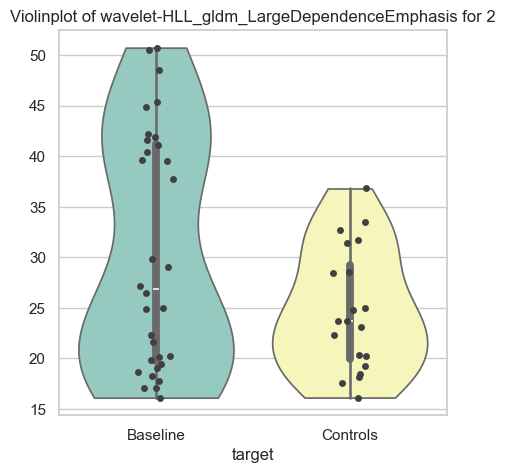 Violinplot of wavelet-HLL_gldm_LargeDependenceEmphasis for 2
50
45
40
35
30
25
20
15
Baseline Controls
target